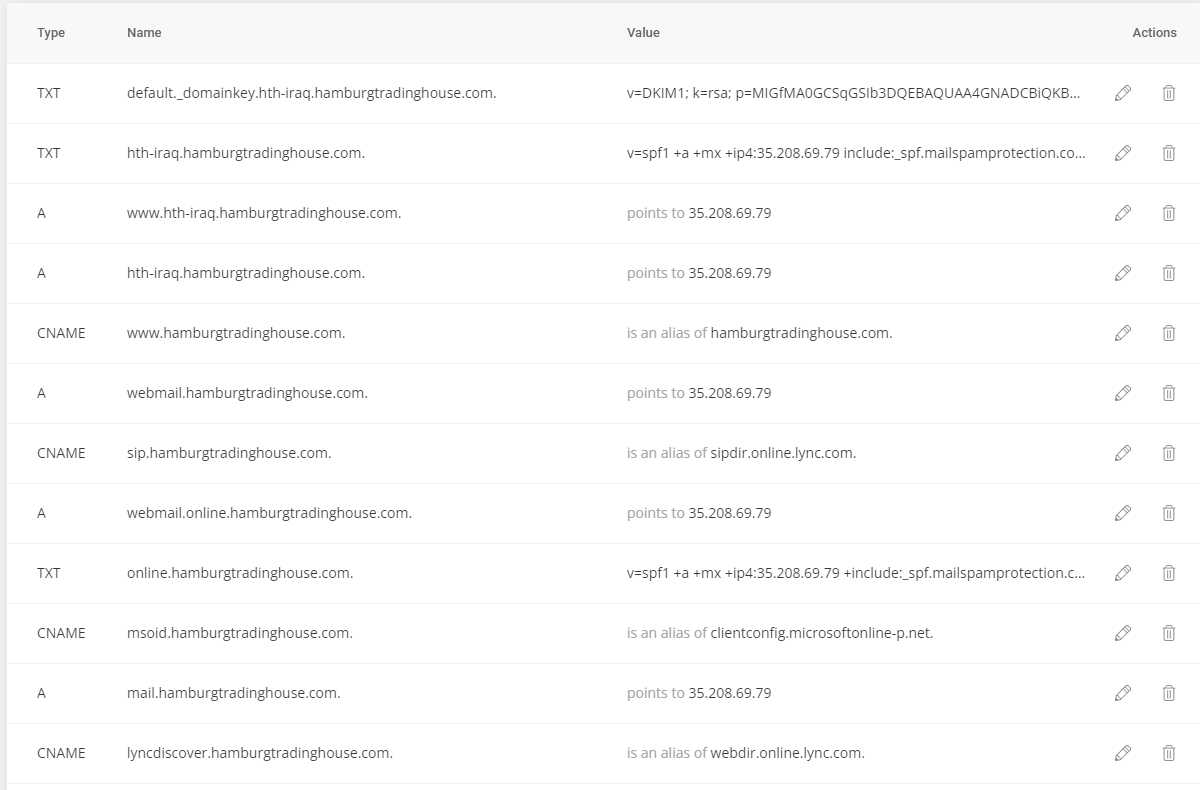 Type Name Value Actions
TXT default._domainkey.hth-iraq.hamburgtradinghouse.com. v=DKIM1; k=rsa; p=MIGfMA0GCSqGSIb3DQEBAQUAA4GNADCBiQKB...
TXT hth-iraq.hamburgtradinghouse.com. v=spf1 +a +mx +ip4:35.208.69.79 include:_spf.mailspamprotection.co...
A www.hth-iraq.hamburgtradinghouse.com. points to 35.208.69.79
A hth-iraq.hamburgtradinghouse.com. points to 35.208.69.79
CNAME www.hamburgtradinghouse.com. is an alias of hamburgtradinghouse.com.
A webmail.hamburgtradinghouse.com. points to 35.208.69.79
CNAME sip.hamburgtradinghouse.com. is an alias of sipdir.online.lync.com.
A webmail.online.hamburgtradinghouse.com. points to 35.208.69.79
TXT online.hamburgtradinghouse.com. v=spf1 +a +mx +ip4:35.208.69.79 +include:_spf.mailspamprotection.c...
CNAME msoid.hamburgtradinghouse.com. is an alias of clientconfig.microsoftonline-p.net.
A mail.hamburgtradinghouse.com. points to 35.208.69.79
CNAME lyncdiscover.hamburgtradinghouse.com. is an alias of webdir.online.lync.com.